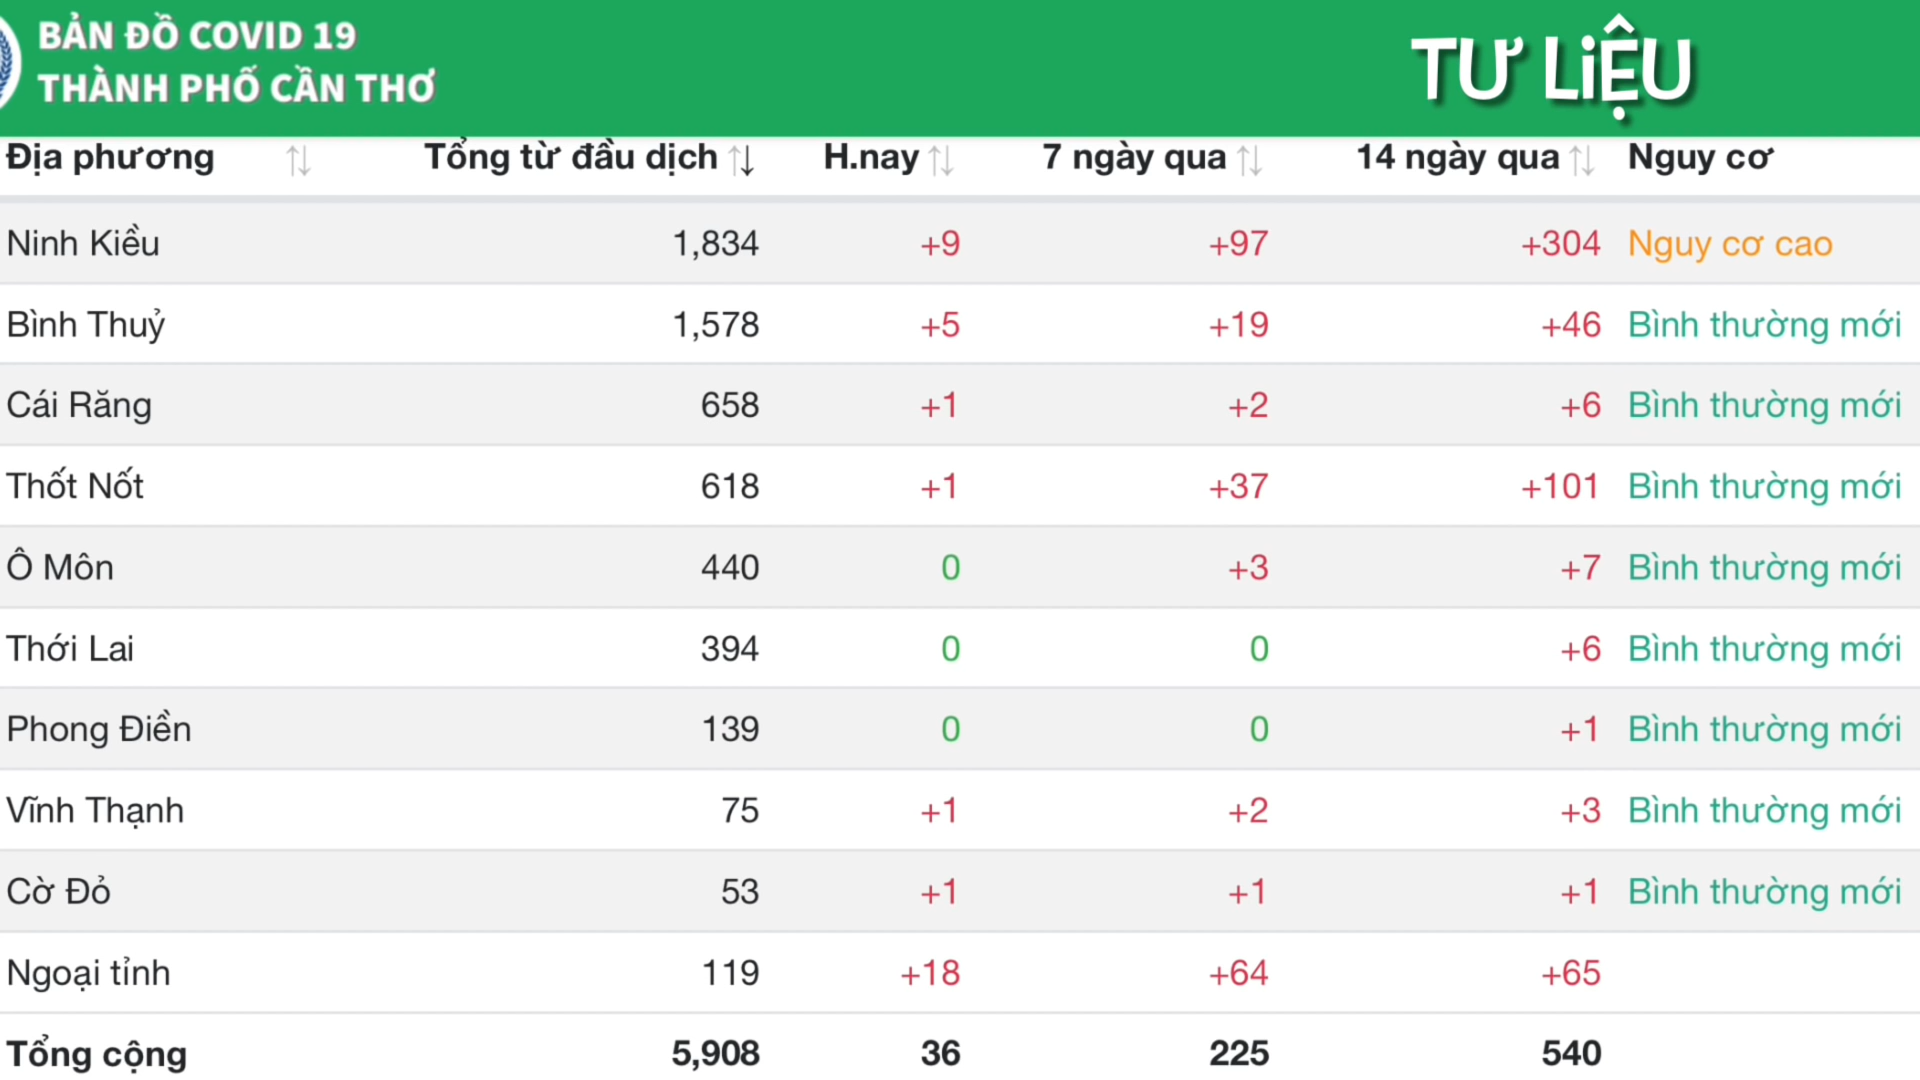 BẢN ĐỒ COVID 19
THÀNH PHỐ CẦN THƠ
TƯ LiỆU
Địa phương Tổng từ đầu dịch H.nay 7 ngày qua 14 ngày qua Nguy cơ
Ninh Kiều 1,834 +9 +97 +304 Nguy cơ cao
Bình Thuỷ 1,578 +5 +19 +46 Bình thường mới
Cái Răng 658 +1 +2 +6 Bình thường mới
Thốt Nốt 618 +1 +37 +101 Bình thường mới
Ô Môn 440 0 +3 +7 Bình thường mới
Thới Lai 394 0 0 +6 Bình thường mới
Phong Điền 139 0 0 +1 Bình thường mới
Vĩnh Thạnh 75 +1 +2 +3 Bình thường mới
Cờ Đỏ 53 +1 +1 +1 Bình thường mới
Ngoại tỉnh 119 +18 +64 +65
Tổng cộng 5,908 36 225 540